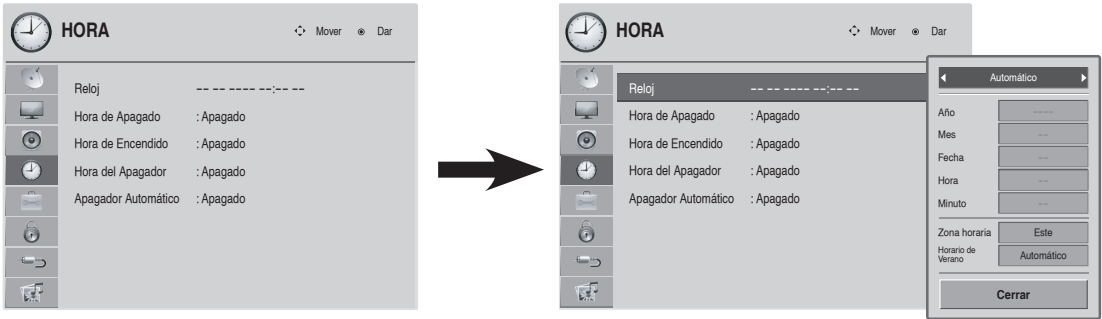 HORA
Mover
Dar
Reloj -- -- ---- --:-- --
Hora de Apagado : Apagado
Hora de Encendido : Apagado
Hora del Apagador : Apagado
Apagador Automático : Apagado
HORA
Mover
Dar
Reloj -- -- ---- --:-- --
Hora de Apagado : Apagado
Hora de Encendido : Apagado
Hora del Apagador : Apagado
Apagador Automático : Apagado
Automático
Año ----
Mes --
Fecha --
Hora --
Minuto --
Zona horaria Este
Horario de
Verano Automático
Cerrar